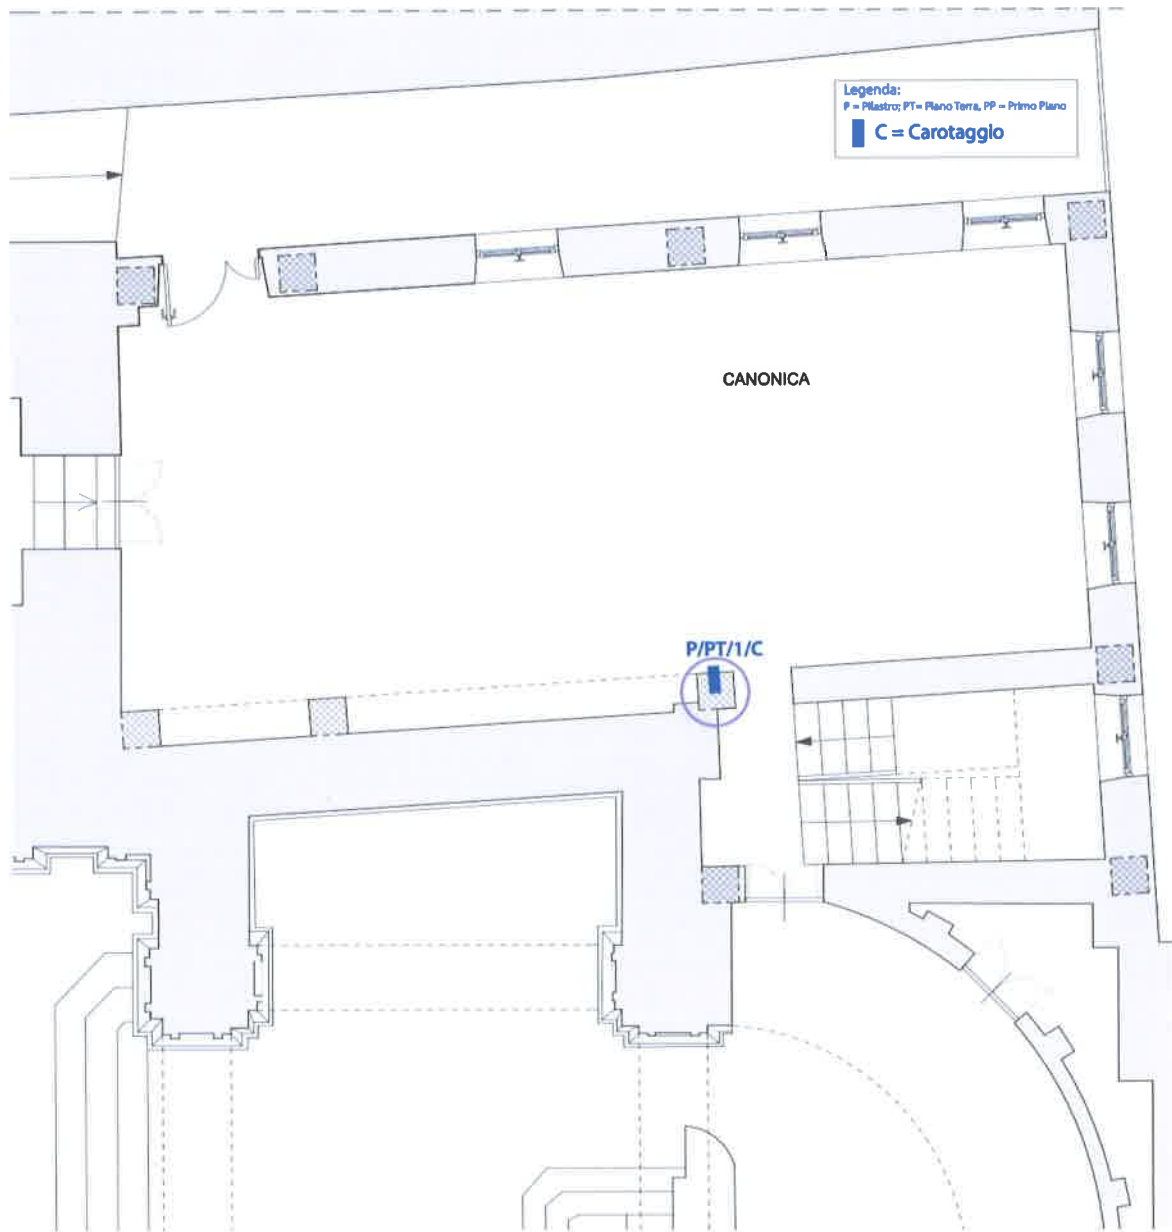 Legenda:
P = Pilastro; PT= Piano Terra, PP = Primo Piano
C = Carotaggio
CANONICA
P/PT/1/C